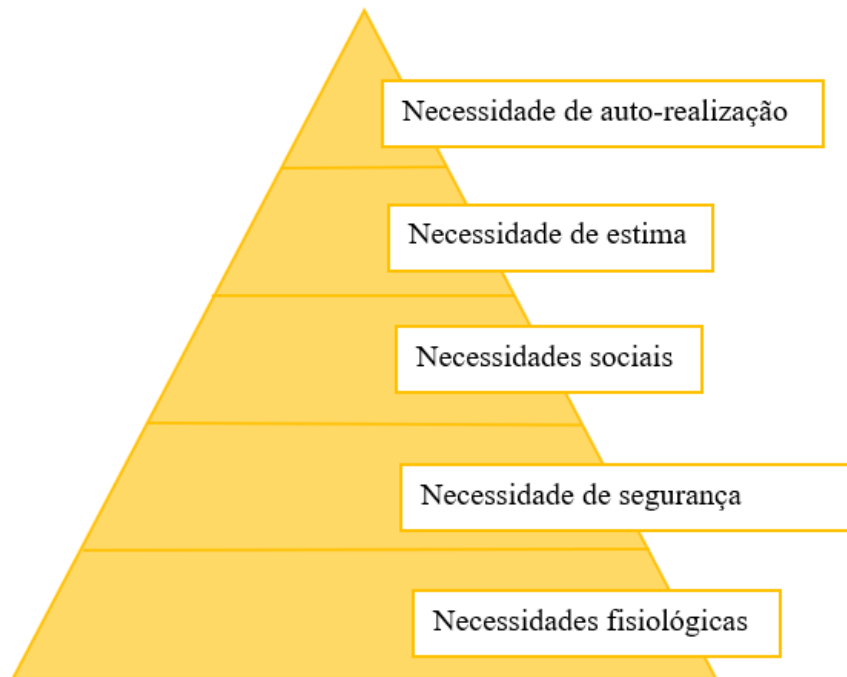 Necessidade de auto-realização
Necessidade de estima
Necessidades sociais
Necessidade de segurança
Necessidades fisiológicas